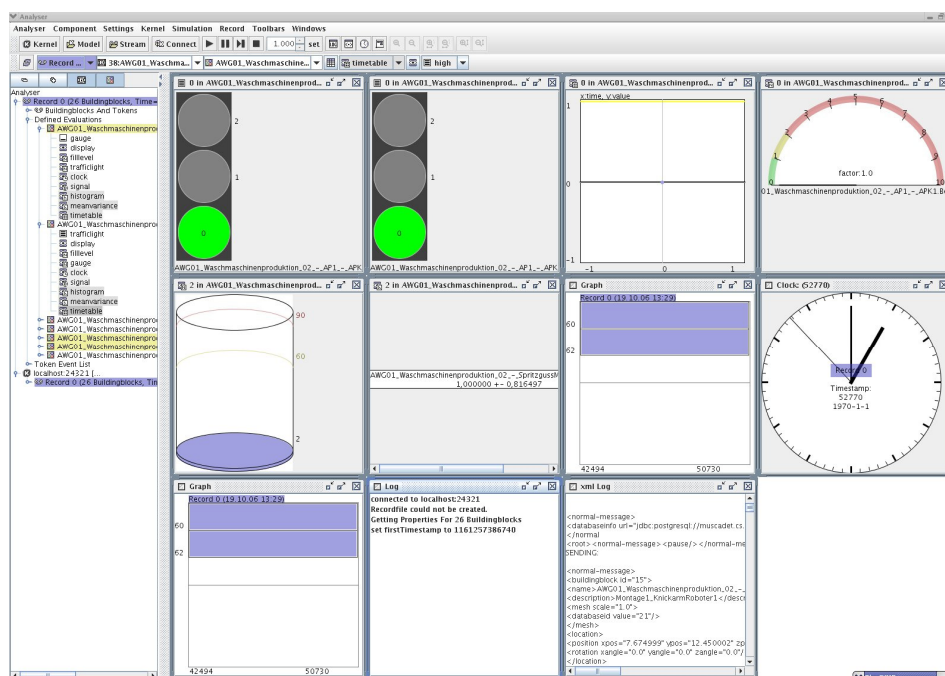 Analyser
Analyser Component Settings Kernel Simulation Record Toolbars Windows
Kernel Model Stream Connect 1.000 set
Record ... 38:AWG01_Waschma... AWG01_Waschmaschine... timetable high
Analyser
Record 0 (26 Buildingblocks, Time=
Buildingblocks And Tokens
Defined Evaluations
AWG01_Waschmaschinenpro
gauge
display
filllevel
trafficlight
clock
signal
histogram
meanvariance
timetable
AWG01_Waschmaschinenpro
trafficlight
display
filllevel
gauge
clock
signal
histogram
meanvariance
timetable
AWG01_Waschmaschinenpro
AWG01_Waschmaschinenpro
AWG01_Waschmaschinenpro
AWG01_Waschmaschinenpro
Token Event List
localhost:24321 [...
Record 0 (26 Buildingblocks, Tin
0 in AWG01_Waschmaschinenprod...
2
1
0
AWG01_Waschmaschinenproduktion_02_-_AP1_-_APK
0 in AWG01_Waschmaschinenprod...
2
1
0
AWG01_Waschmaschinenproduktion_02_-_AP1_-_APK
0 in AWG01_Waschmaschinenprod...
x:time, y:value
1
0
-1
-1 0 1
0 in AWG01_Waschmaschinenprod...
0 1 2 3 4 5 6 7 8 9 10
factor: 1.0
01_Waschmaschinenproduktion_02_-_AP1_-_APK1.Be
2 in AWG01_Waschmaschinenprod...
90
60
2
2 in AWG01_Waschmaschinenprod...
AWG01_Waschmaschinenproduktion_02_-_SpritzgussM
1,000000 +- 0,816497
Graph
Record 0 (19.10.06 13:29)
60
62
42494 50730
Clock: (52770)
Record 0
Timestamp:
52770
1970-1-1
Graph
Record 0 (19.10.06 13:29)
60
62
42494 50730
Log
connected to localhost:24321
Recordfile could not be created.
Getting Properties For 26 Buildingblocks
set firstTimestamp to 1161257386740
xml Log
<normal-message>
<databaseinfo url="jdbc:postgresql://muscadet.cs.
</normal
<root> <normal-message> <pause/> </normal-me
SENDING:
<normal-message>
<buildingblock id="15">
<name>AWG01_Waschmaschinenproduktion_02_-_
<description>Montage1_KnickarmRoboter1</descr
<mesh scale="1.0">
<databaseid value="21"/>
</mesh>
<location>
<position xpos="7.674999" ypos="12.450002" zp
<rotation xangle="0.0" yangle="0.0" zangle="0.0"/
</location>